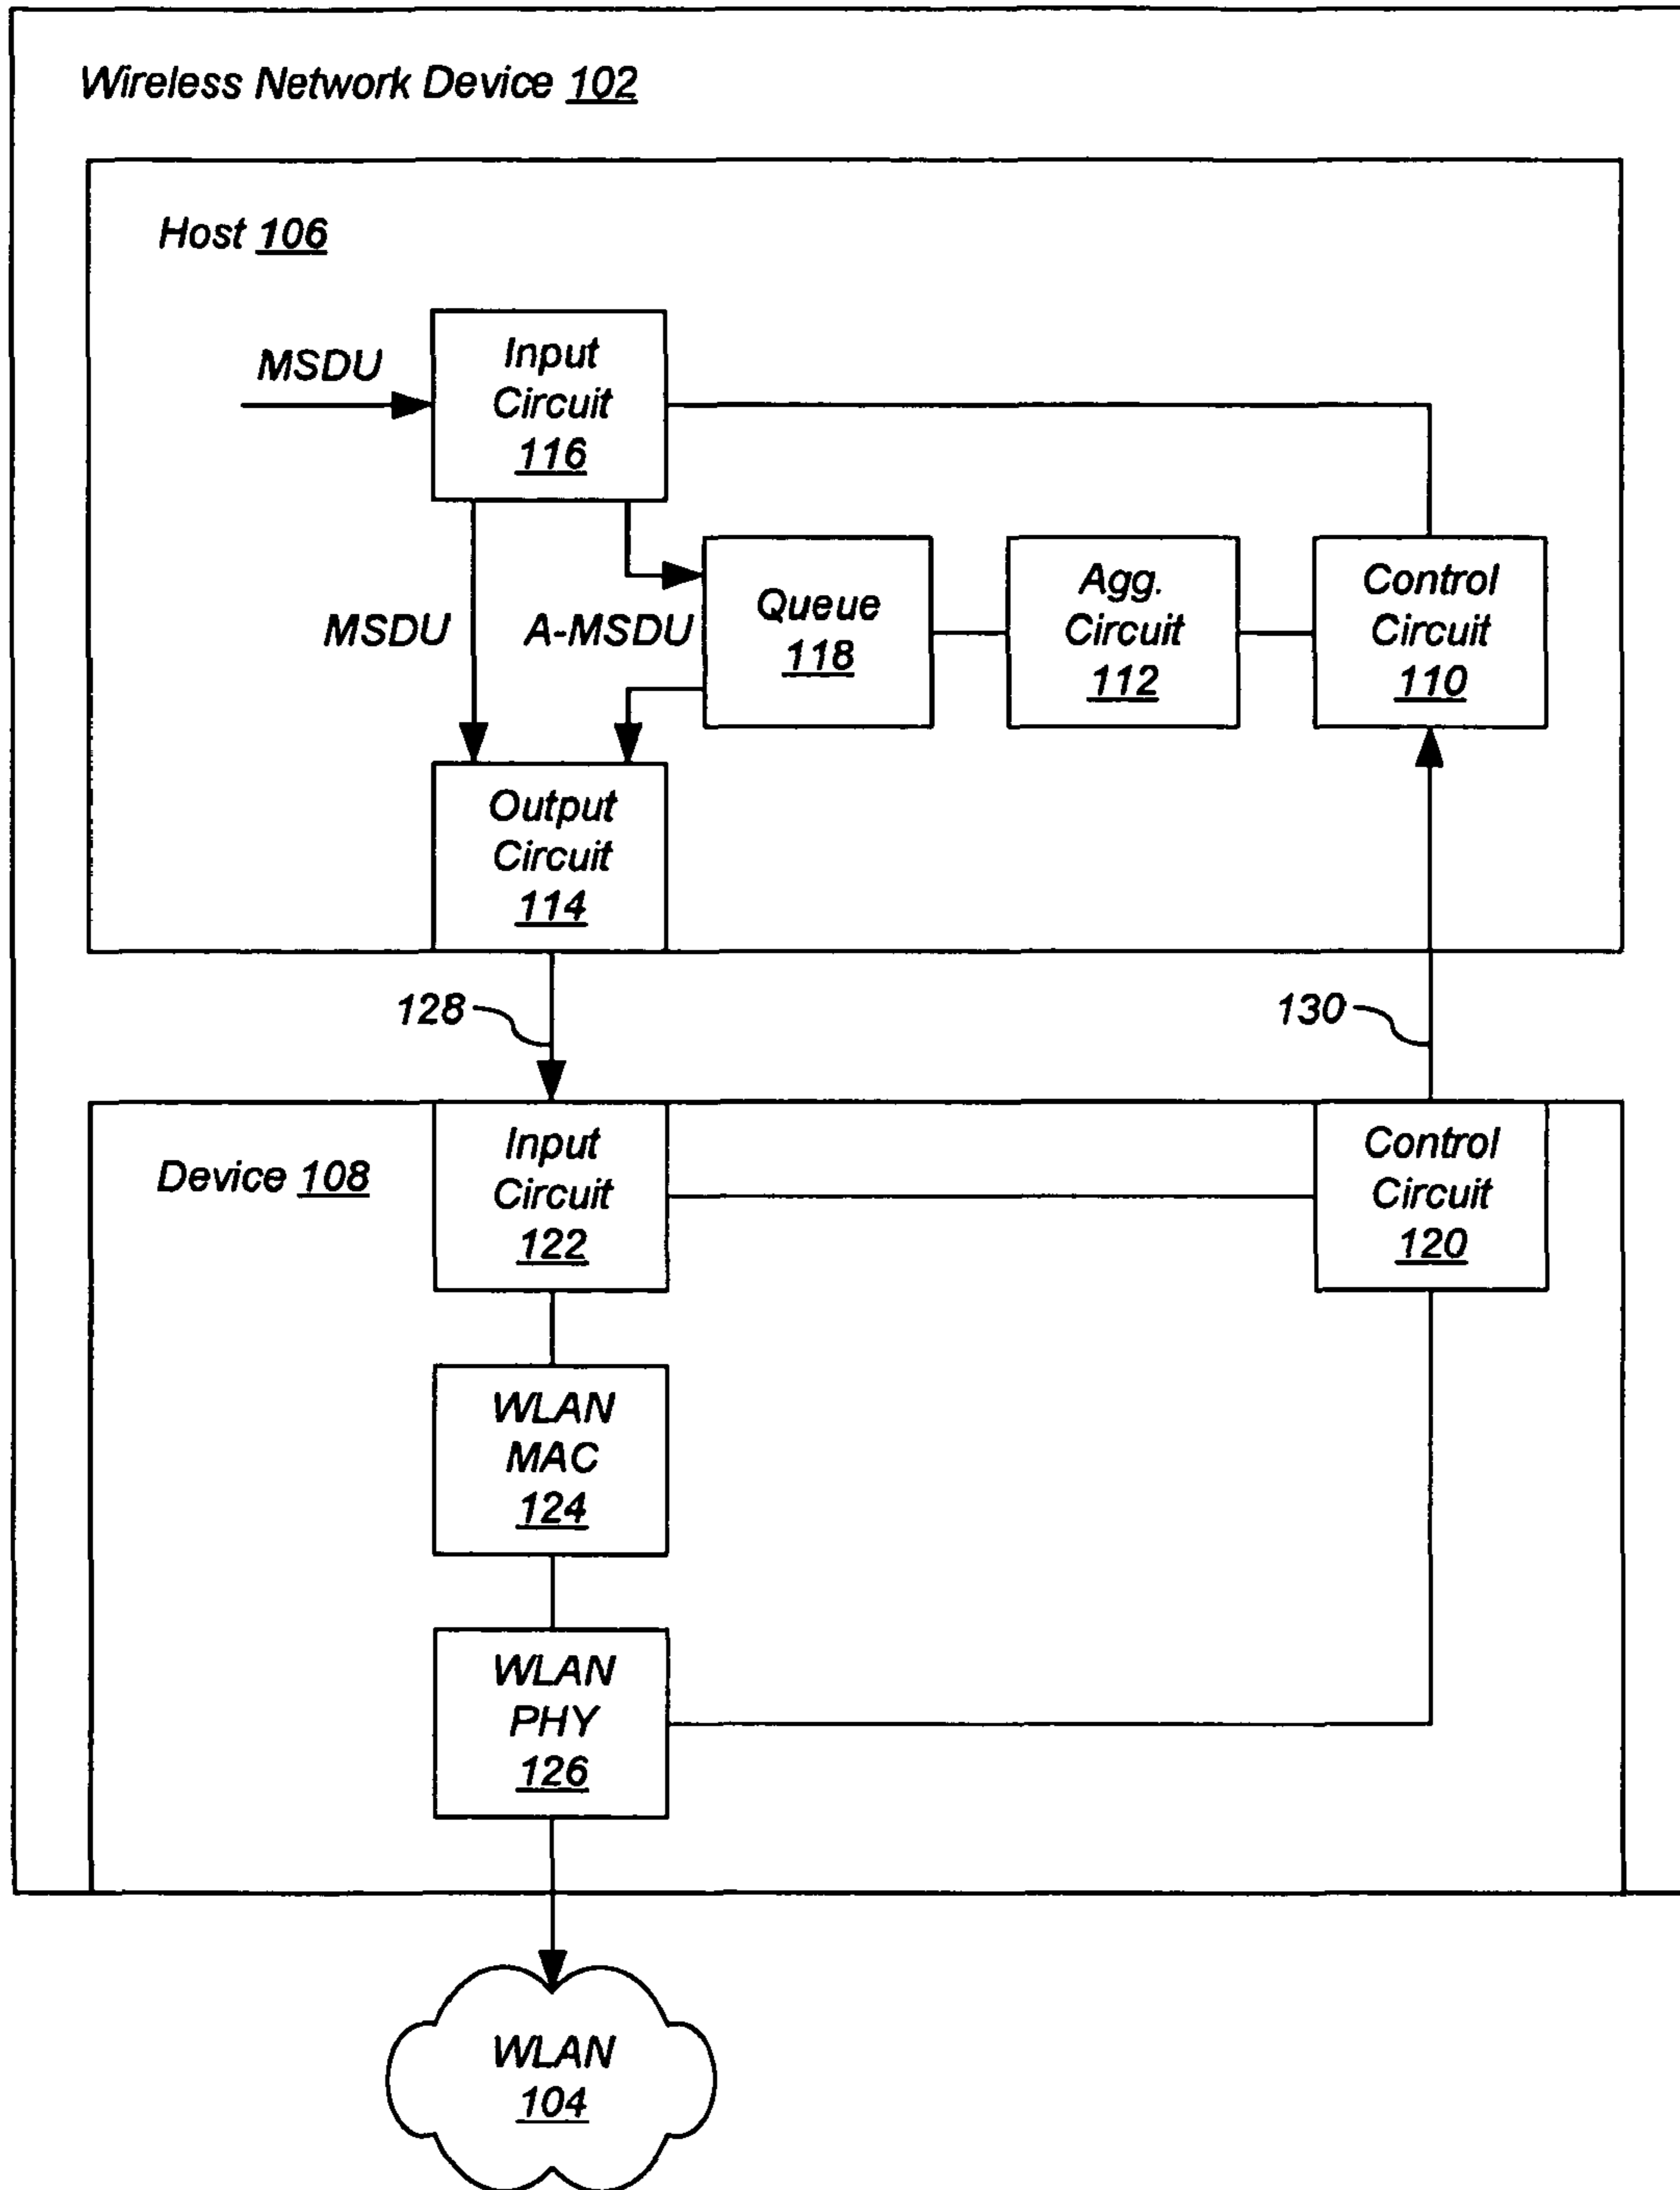 Wireless Network Device 102
Host 106
MSDU
Input
Circuit
116
MSDU
A-MSDU
Queue
118
Agg.
Circuit
112
Control
Circuit
110
Output
Circuit
114
128
130
Device 108
Input
Circuit
122
Control
Circuit
120
WLAN
MAC
124
WLAN
PHY
126
WLAN
104